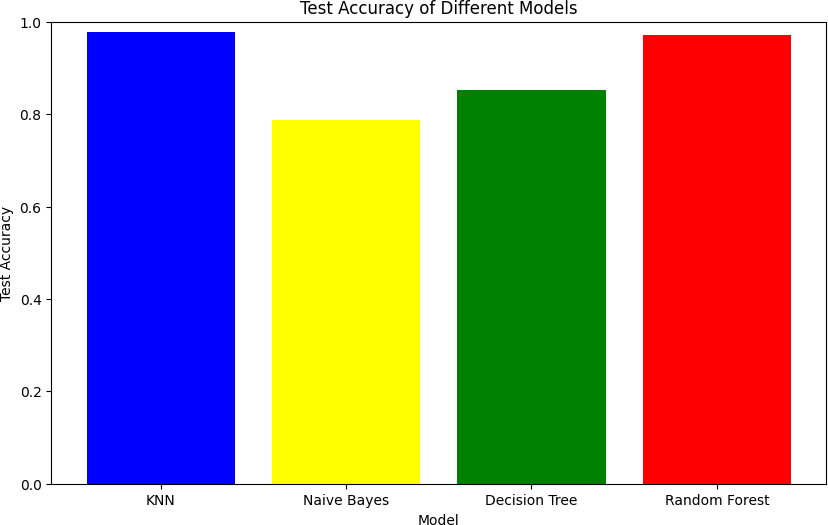 Test Accuracy of Different Models
Test Accuracy
1.0
0.8
0.6
0.4
0.2
0.0
KNN
Naive Bayes
Decision Tree
Random Forest
Model